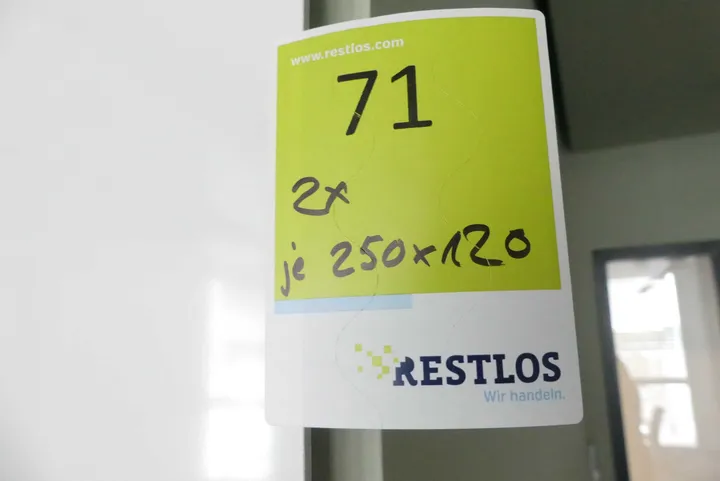 www.restlos.com
71
2x
je 250x120
RESTLOS
Wir handeln.